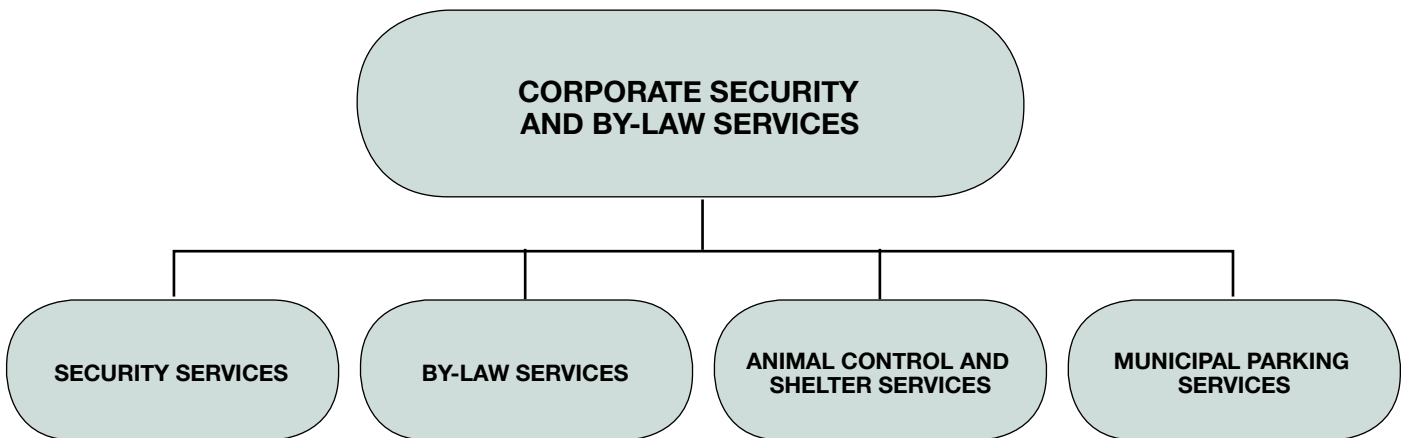 CORPORATE SECURITY
AND BY-LAW SERVICES
SECURITY SERVICES
BY-LAW SERVICES
ANIMAL CONTROL AND
SHELTER SERVICES
MUNICIPAL PARKING
SERVICES